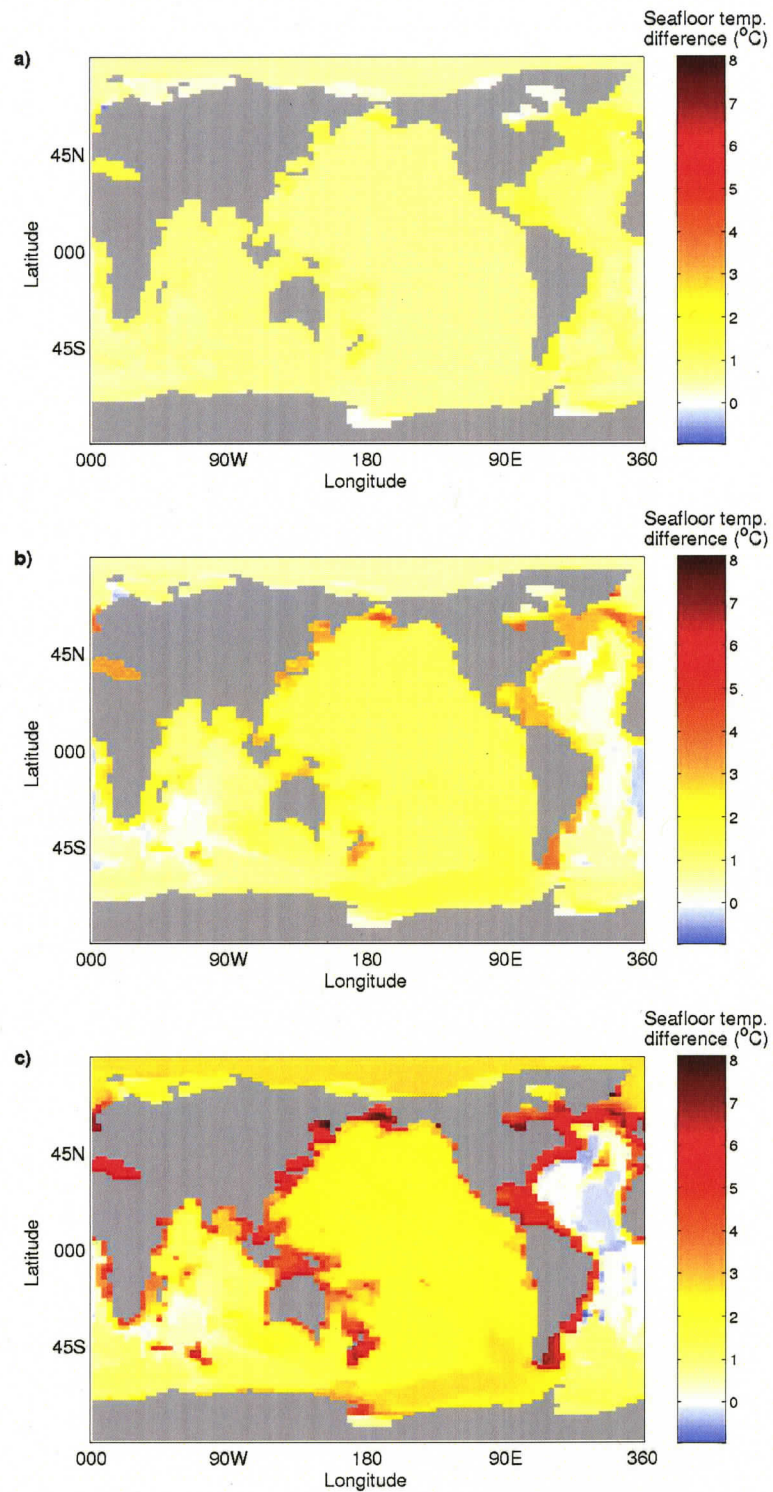 Seafloor temp.
difference (°C)
a)
8
7
6
5
4
3
2
1
0
45N
000
45S
Latitude
000 90W 180 90E 360
Longitude
Seafloor temp.
difference (°C)
b)
8
7
6
5
4
3
2
1
0
45N
000
45S
Latitude
000 90W 180 90E 360
Longitude
Seafloor temp.
difference (°C)
c)
8
7
6
5
4
3
2
1
0
45N
000
45S
Latitude
000 90W 180 90E 360
Longitude